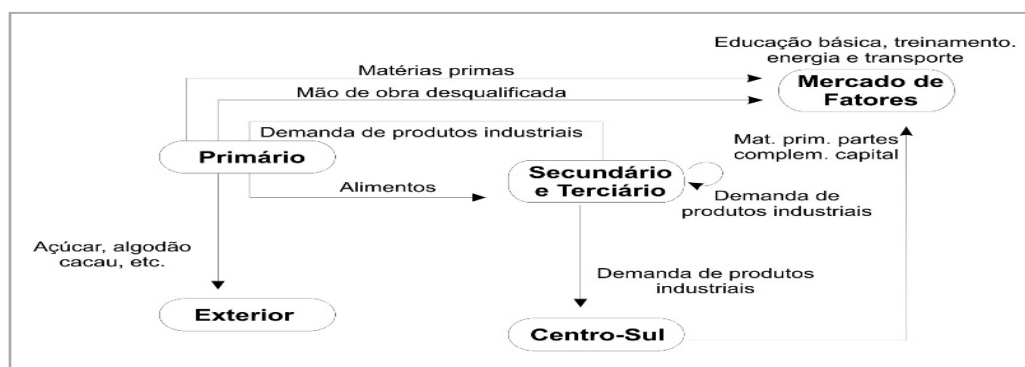 Educação básica, treinamento.
energia e transporte
Mercado de
Fatores
Matérias primas
Mão de obra desqualificada
Demanda de produtos industriais
Primário
Mat. prim. partes
complem. capital
Secundário
e Terciário
Alimentos
Demanda de
produtos industriais
Açúcar, algodão
cacau, etc.
Demanda de produtos
industriais
Exterior
Centro-Sul